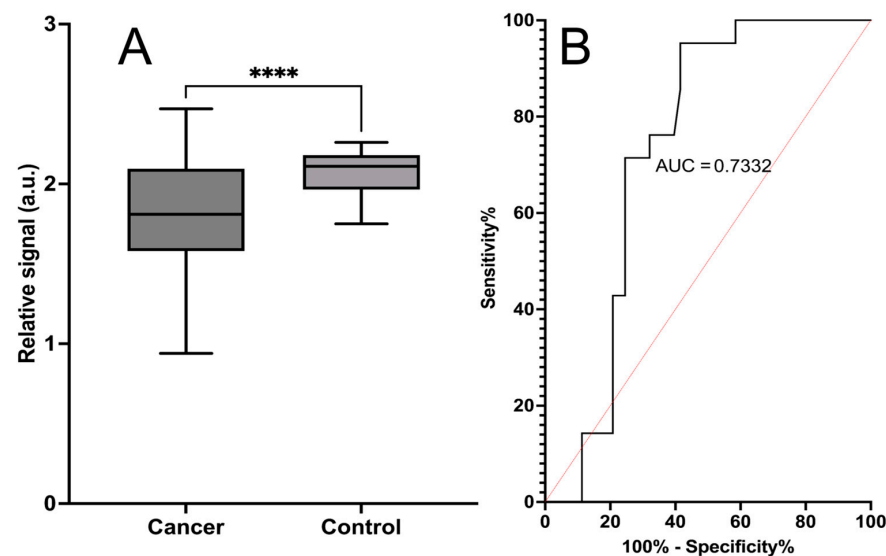 A
****
3
2
1
0
Relative signal (a.u.)
Cancer
Control
B
AUC = 0.7332
100
80
60
40
20
0
Sensitivity%
0 20 40 60 80 100
100% - Specificity%